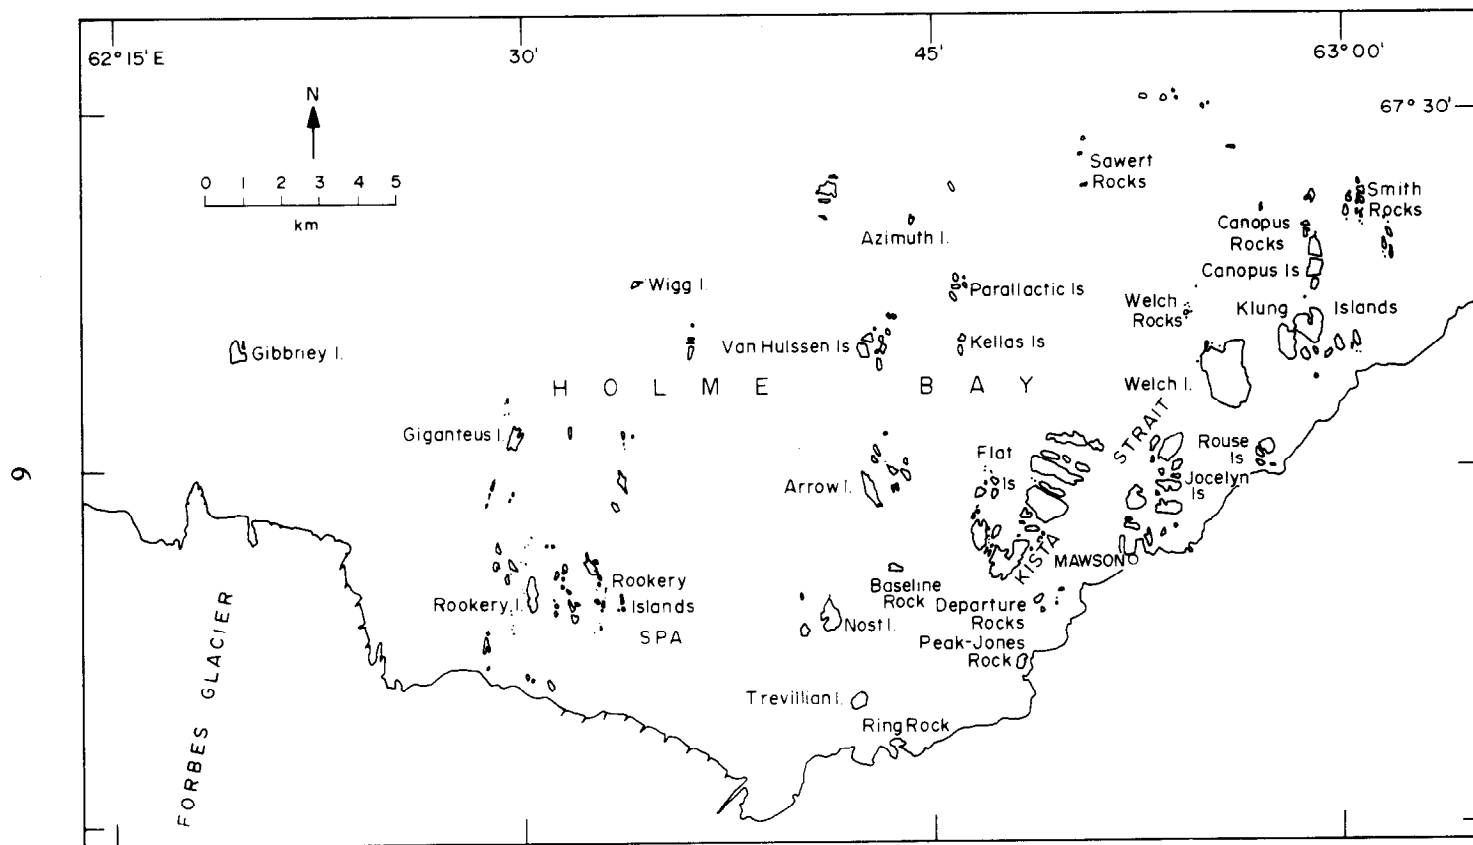 62° 15' E
30'
45'
63° 00'
67° 30'
N
0 1 2 3 4 5
km
Sawert
Rocks
Smith
Rocks
Azimuth I.
Canopus
Rocks
Canopus Is
Wigg I.
Parallactic Is
Welch
Rocks
Klung Islands
Gibbney I.
Van Hulssen Is
Kellas Is
HOLME BAY
Welch I.
Giganteus I.
Flat
Is
KISTA STRAIT
Rouse
Is
Jocelyn
Is
Arrow I.
9
MAWSON
Rookery I.
Rookery
Islands
SPA
Baseline
Rock
Departure
Rocks
Nost I.
Peak-Jones
Rock
Trevillian I.
Ring Rock
FORBES GLACIER